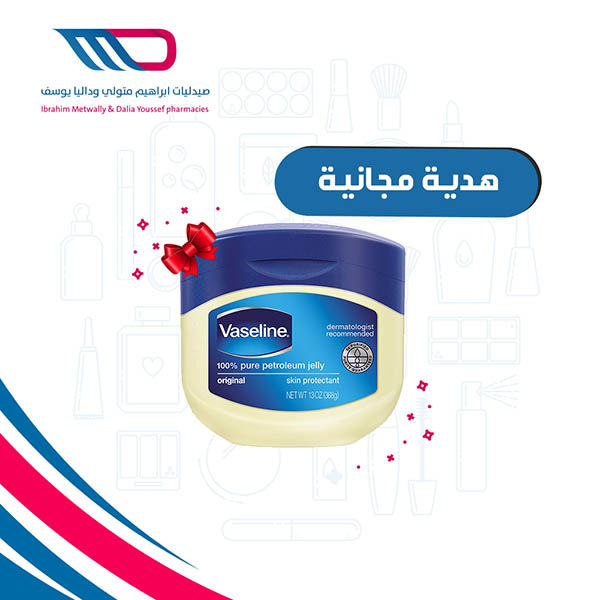 صيدليات ابراهيم متولي وداليا يوسف
Ibrahim Metwally & Dalia Youssef pharmacies
هدية مجانية
Vaseline
dermatologist
recommended
100% pure petroleum jelly
original skin protectant
NET WT 13 OZ (368g)